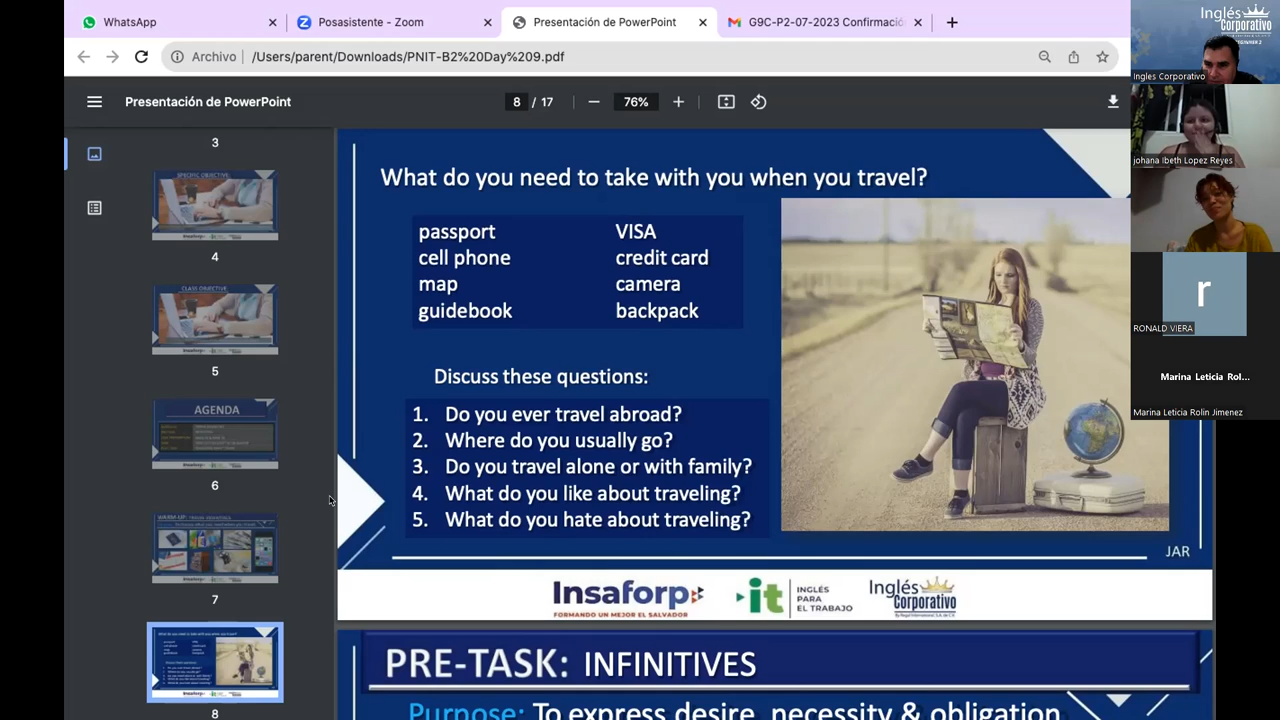 WhatsApp
Posasistente - Zoom
Presentación de PowerPoint
G9C-P2-07-2023 Confirmació
Archivo
/Users/parent/Downloads/PNIT-B2%20Day%209.pdf
Presentación de PowerPoint
8 / 17
76%
3
SPECIFIC OBJECTIVE
4
CLASS OBJECTIVE
5
AGENDA
6
7
8
What do you need to take with you when you travel?
passport
VISA
cell phone
credit card
map
camera
guidebook
backpack
Discuss these questions:
1. Do you ever travel abroad?
2. Where do you usually go?
3. Do you travel alone or with family?
4. What do you like about traveling?
5. What do you hate about traveling?
JAR
Insaforp
FORMANDO UN MEJOR EL SALVADOR
it
INGLÉS
PARA
EL TRABAJO
Inglés
Corporativo
PRE-TASK: INFINITIVES
Purpose: To express desire, necessity & obligation
Inglés
Corporativo
Ingles Corporativo
johana Ibeth Lopez Reyes
r
RONALD VIERA
Marina Leticia Rol...
Marina Leticia Rolin Jimenez